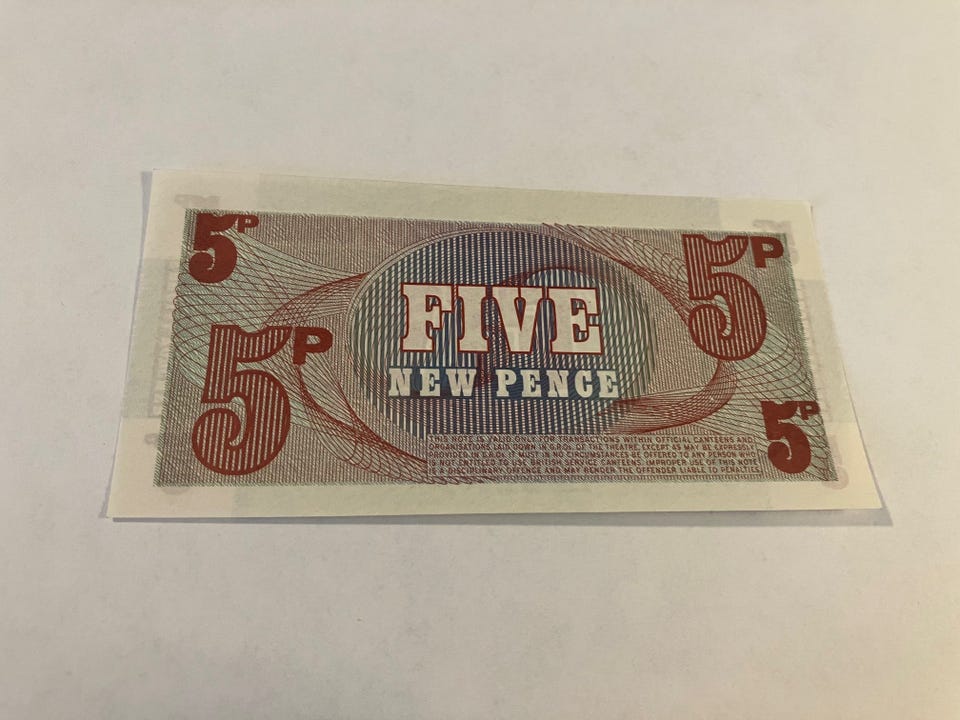 5P
5P
FIVE
NEW PENCE
5P
5P
THIS NOTE IS VALID ONLY FOR TRANSACTIONS WITHIN OFFICIAL CANTEENS AND
ORGANISATIONS LAID DOWN IN G.R.O'. OF THE THEATRE, EXCEPT AS MAY BE EXPRESSLY
PROVIDED IN G.R.O'. IT MUST IN NO CIRCUMSTANCES BE OFFERED TO ANY PERSON WHO
IS NOT ENTITLED TO USE BRITISH SERVICE CANTEENS. IMPROPER USE OF THIS NOTE
IS A DISCIPLINARY OFFENCE AND MAY RENDER THE OFFENDER LIABLE TO PENALTIES.